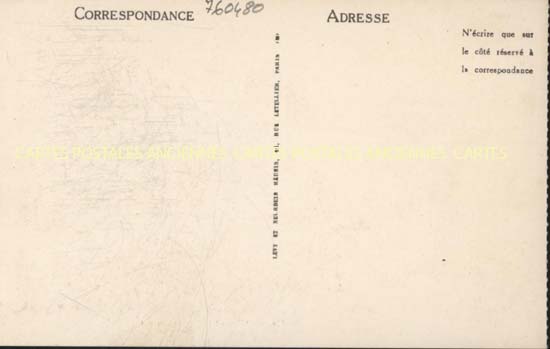 CORRESPONDANCE
760480
ADRESSE
N'écrire que sur
le côté réservé à
la correspondance
LEVY ET NEURDEIN RÉUNIS, 44, RUE LETELLIER, PARIS
CARTES POSTALES ANCIENNES CARTES POSTALES ANCIENNES CARTES